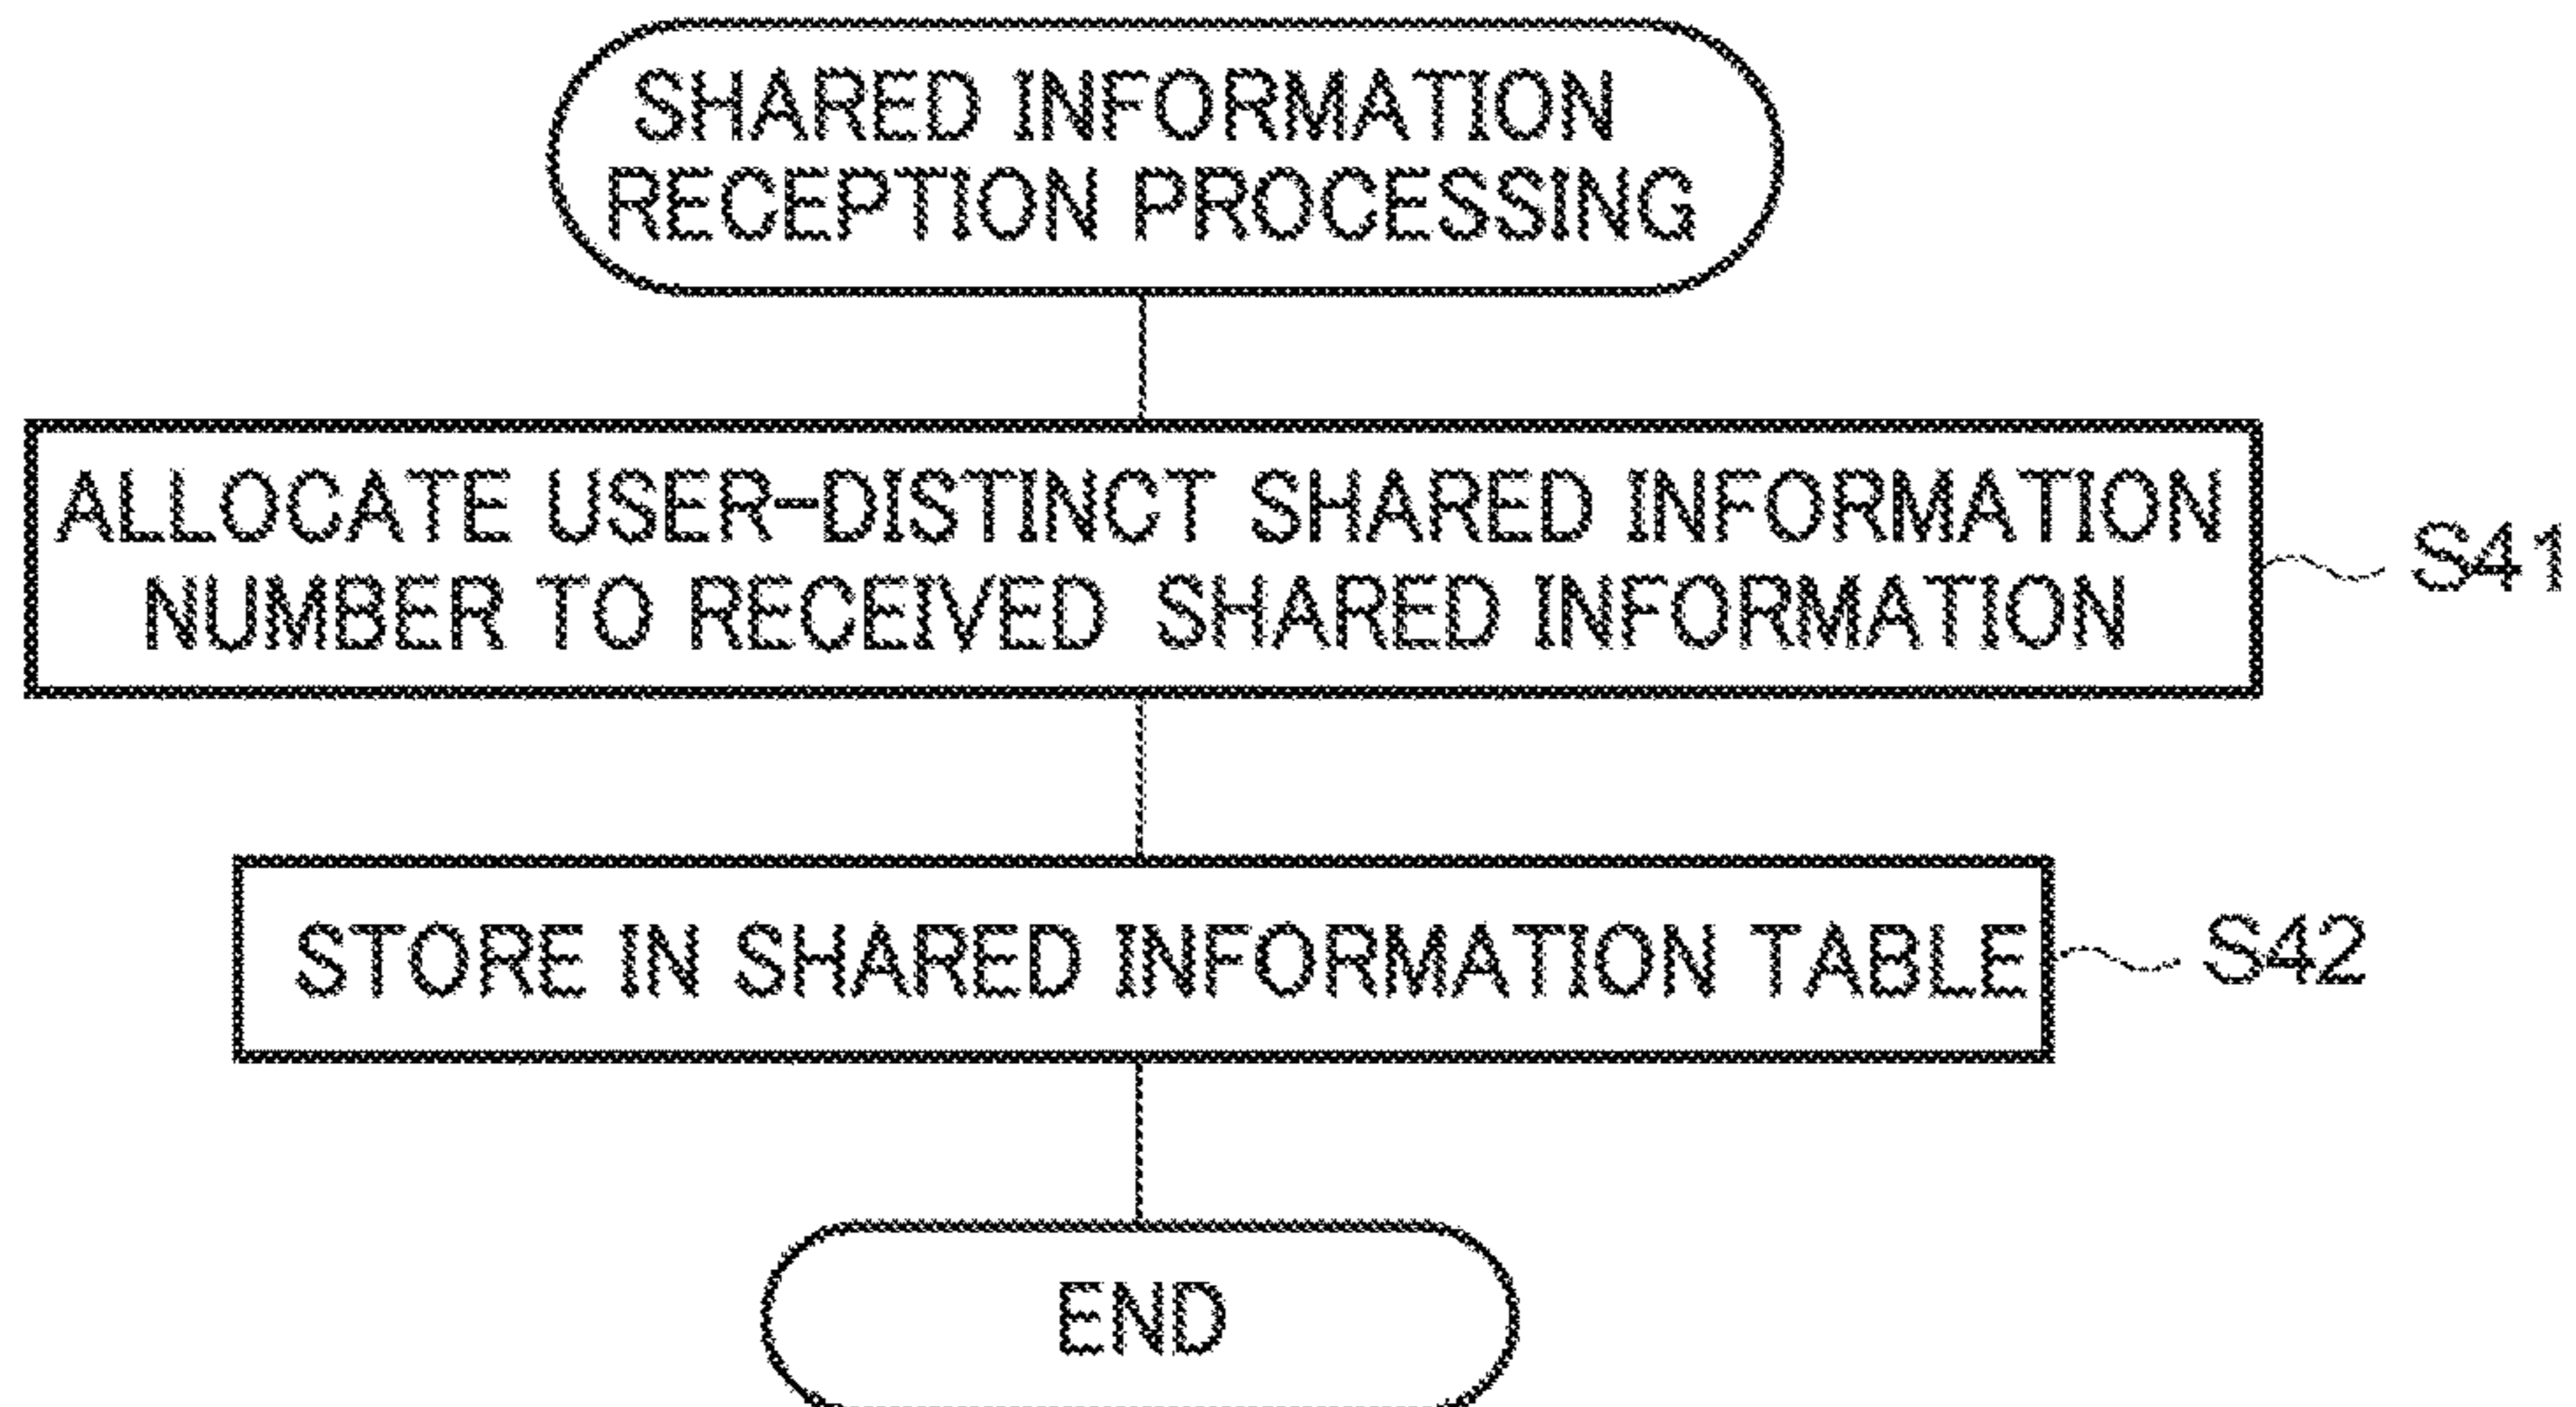 SHARED INFORMATION
RECEPTION PROCESSING
ALLOCATE USER-DISTINCT SHARED INFORMATION
NUMBER TO RECEIVED SHARED INFORMATION
S41
STORE IN SHARED INFORMATION TABLE
S42
END